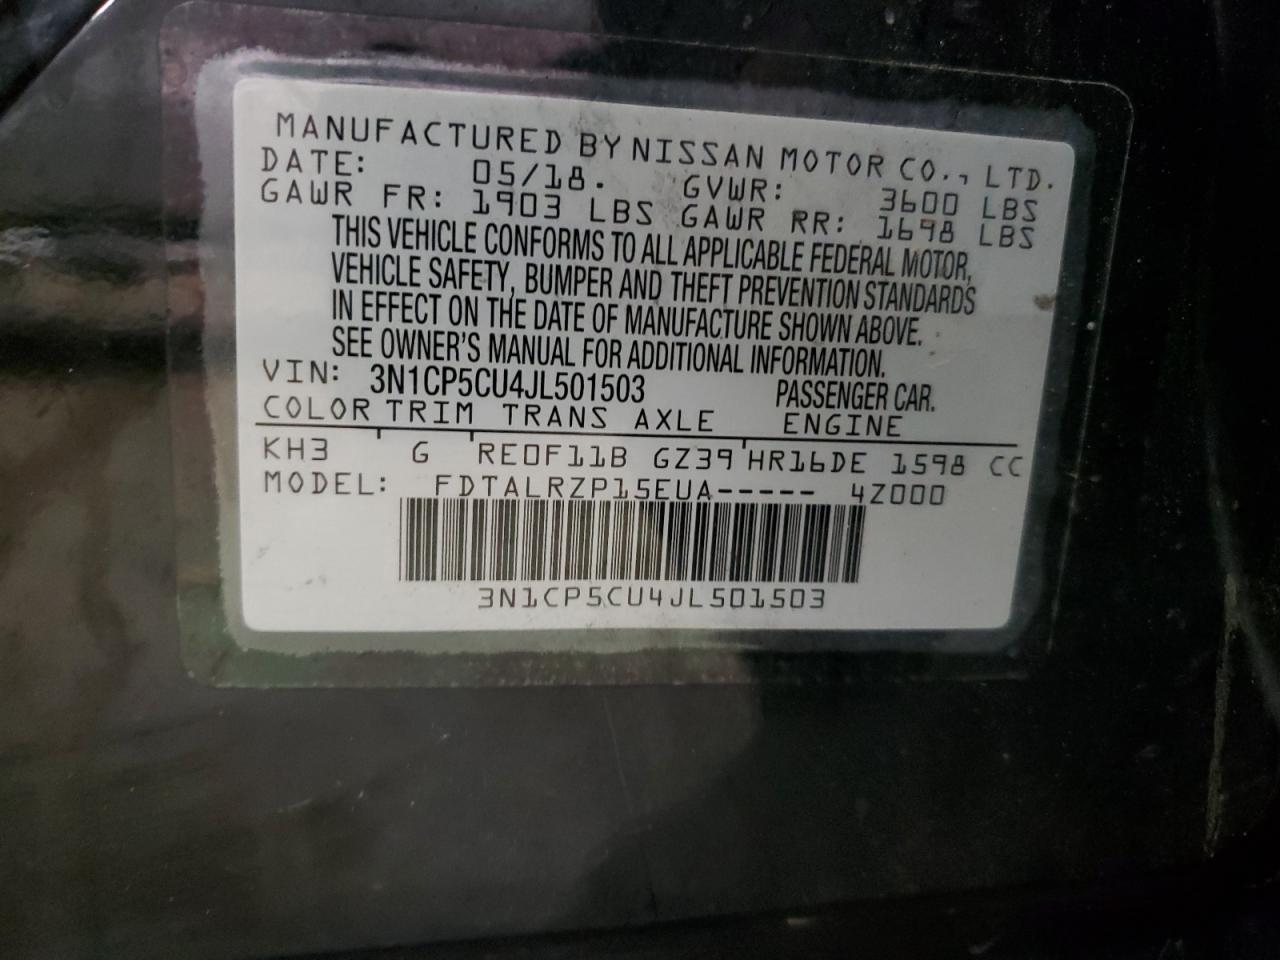 MANUFACTURED BY NISSAN MOTOR CO., LTD.
DATE: 05/18. GVWR: 3600 LBS
GAWR FR: 1903 LBS GAWR RR: 1698 LBS
THIS VEHICLE CONFORMS TO ALL APPLICABLE FEDERAL MOTOR,
VEHICLE SAFETY, BUMPER AND THEFT PREVENTION STANDARDS
IN EFFECT ON THE DATE OF MANUFACTURE SHOWN ABOVE.
SEE OWNER'S MANUAL FOR ADDITIONAL INFORMATION.
VIN: 3N1CP5CU4JL501503 PASSENGER CAR.
COLOR TRIM TRANS AXLE ENGINE
KH3 G RE0F11B GZ39 HR16DE 1598 CC
MODEL: FDTALRZP15EUA----- 4Z000
3N1CP5CU4JL501503